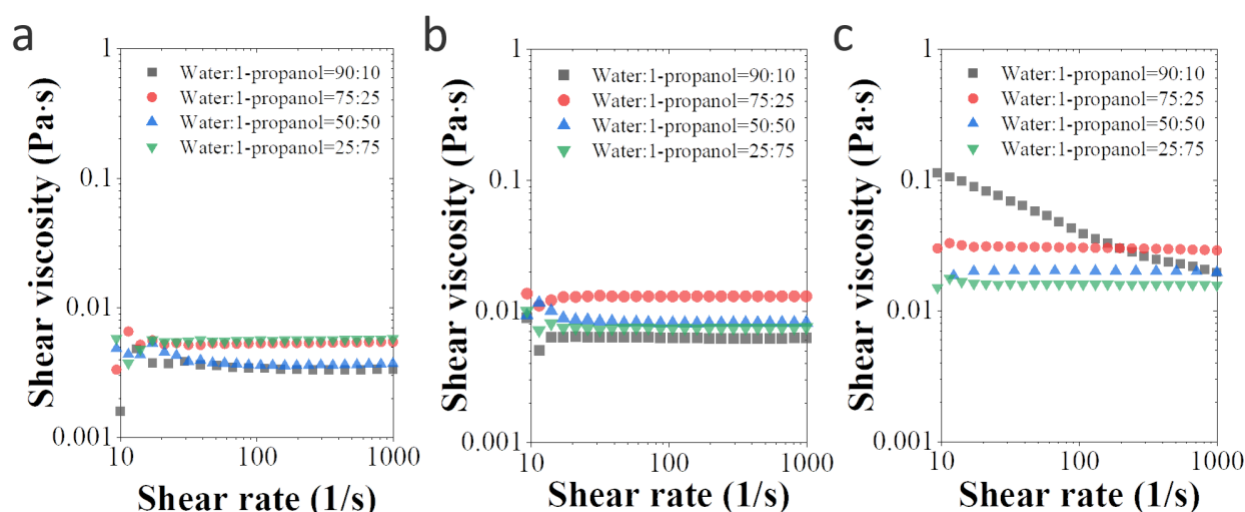 a
Shear viscosity (Pa·s)
1
0.1
0.01
0.001
Water:1-propanol=90:10
Water:1-propanol=75:25
Water:1-propanol=50:50
Water:1-propanol=25:75
10
100
1000
Shear rate (1/s)
b
Shear viscosity (Pa·s)
1
0.1
0.01
0.001
Water:1-propanol=90:10
Water:1-propanol=75:25
Water:1-propanol=50:50
Water:1-propanol=25:75
10
100
1000
Shear rate (1/s)
c
Shear viscosity (Pa·s)
1
0.1
0.01
0.001
Water:1-propanol=90:10
Water:1-propanol=75:25
Water:1-propanol=50:50
Water:1-propanol=25:75
10
100
1000
Shear rate (1/s)